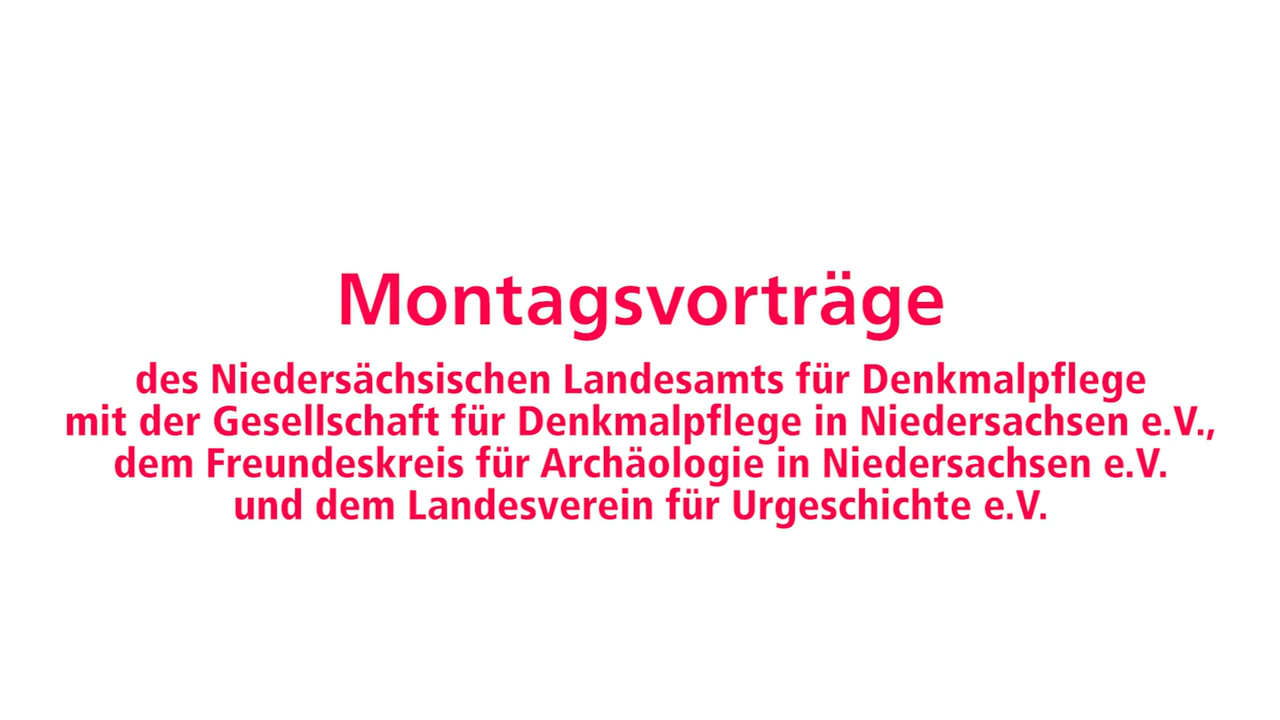 Montagsvorträge
des Niedersächsischen Landesamts für Denkmalpflege
mit der Gesellschaft für Denkmalpflege in Niedersachsen e.V.,
dem Freundeskreis für Archäologie in Niedersachsen e.V.
und dem Landesverein für Urgeschichte e.V.